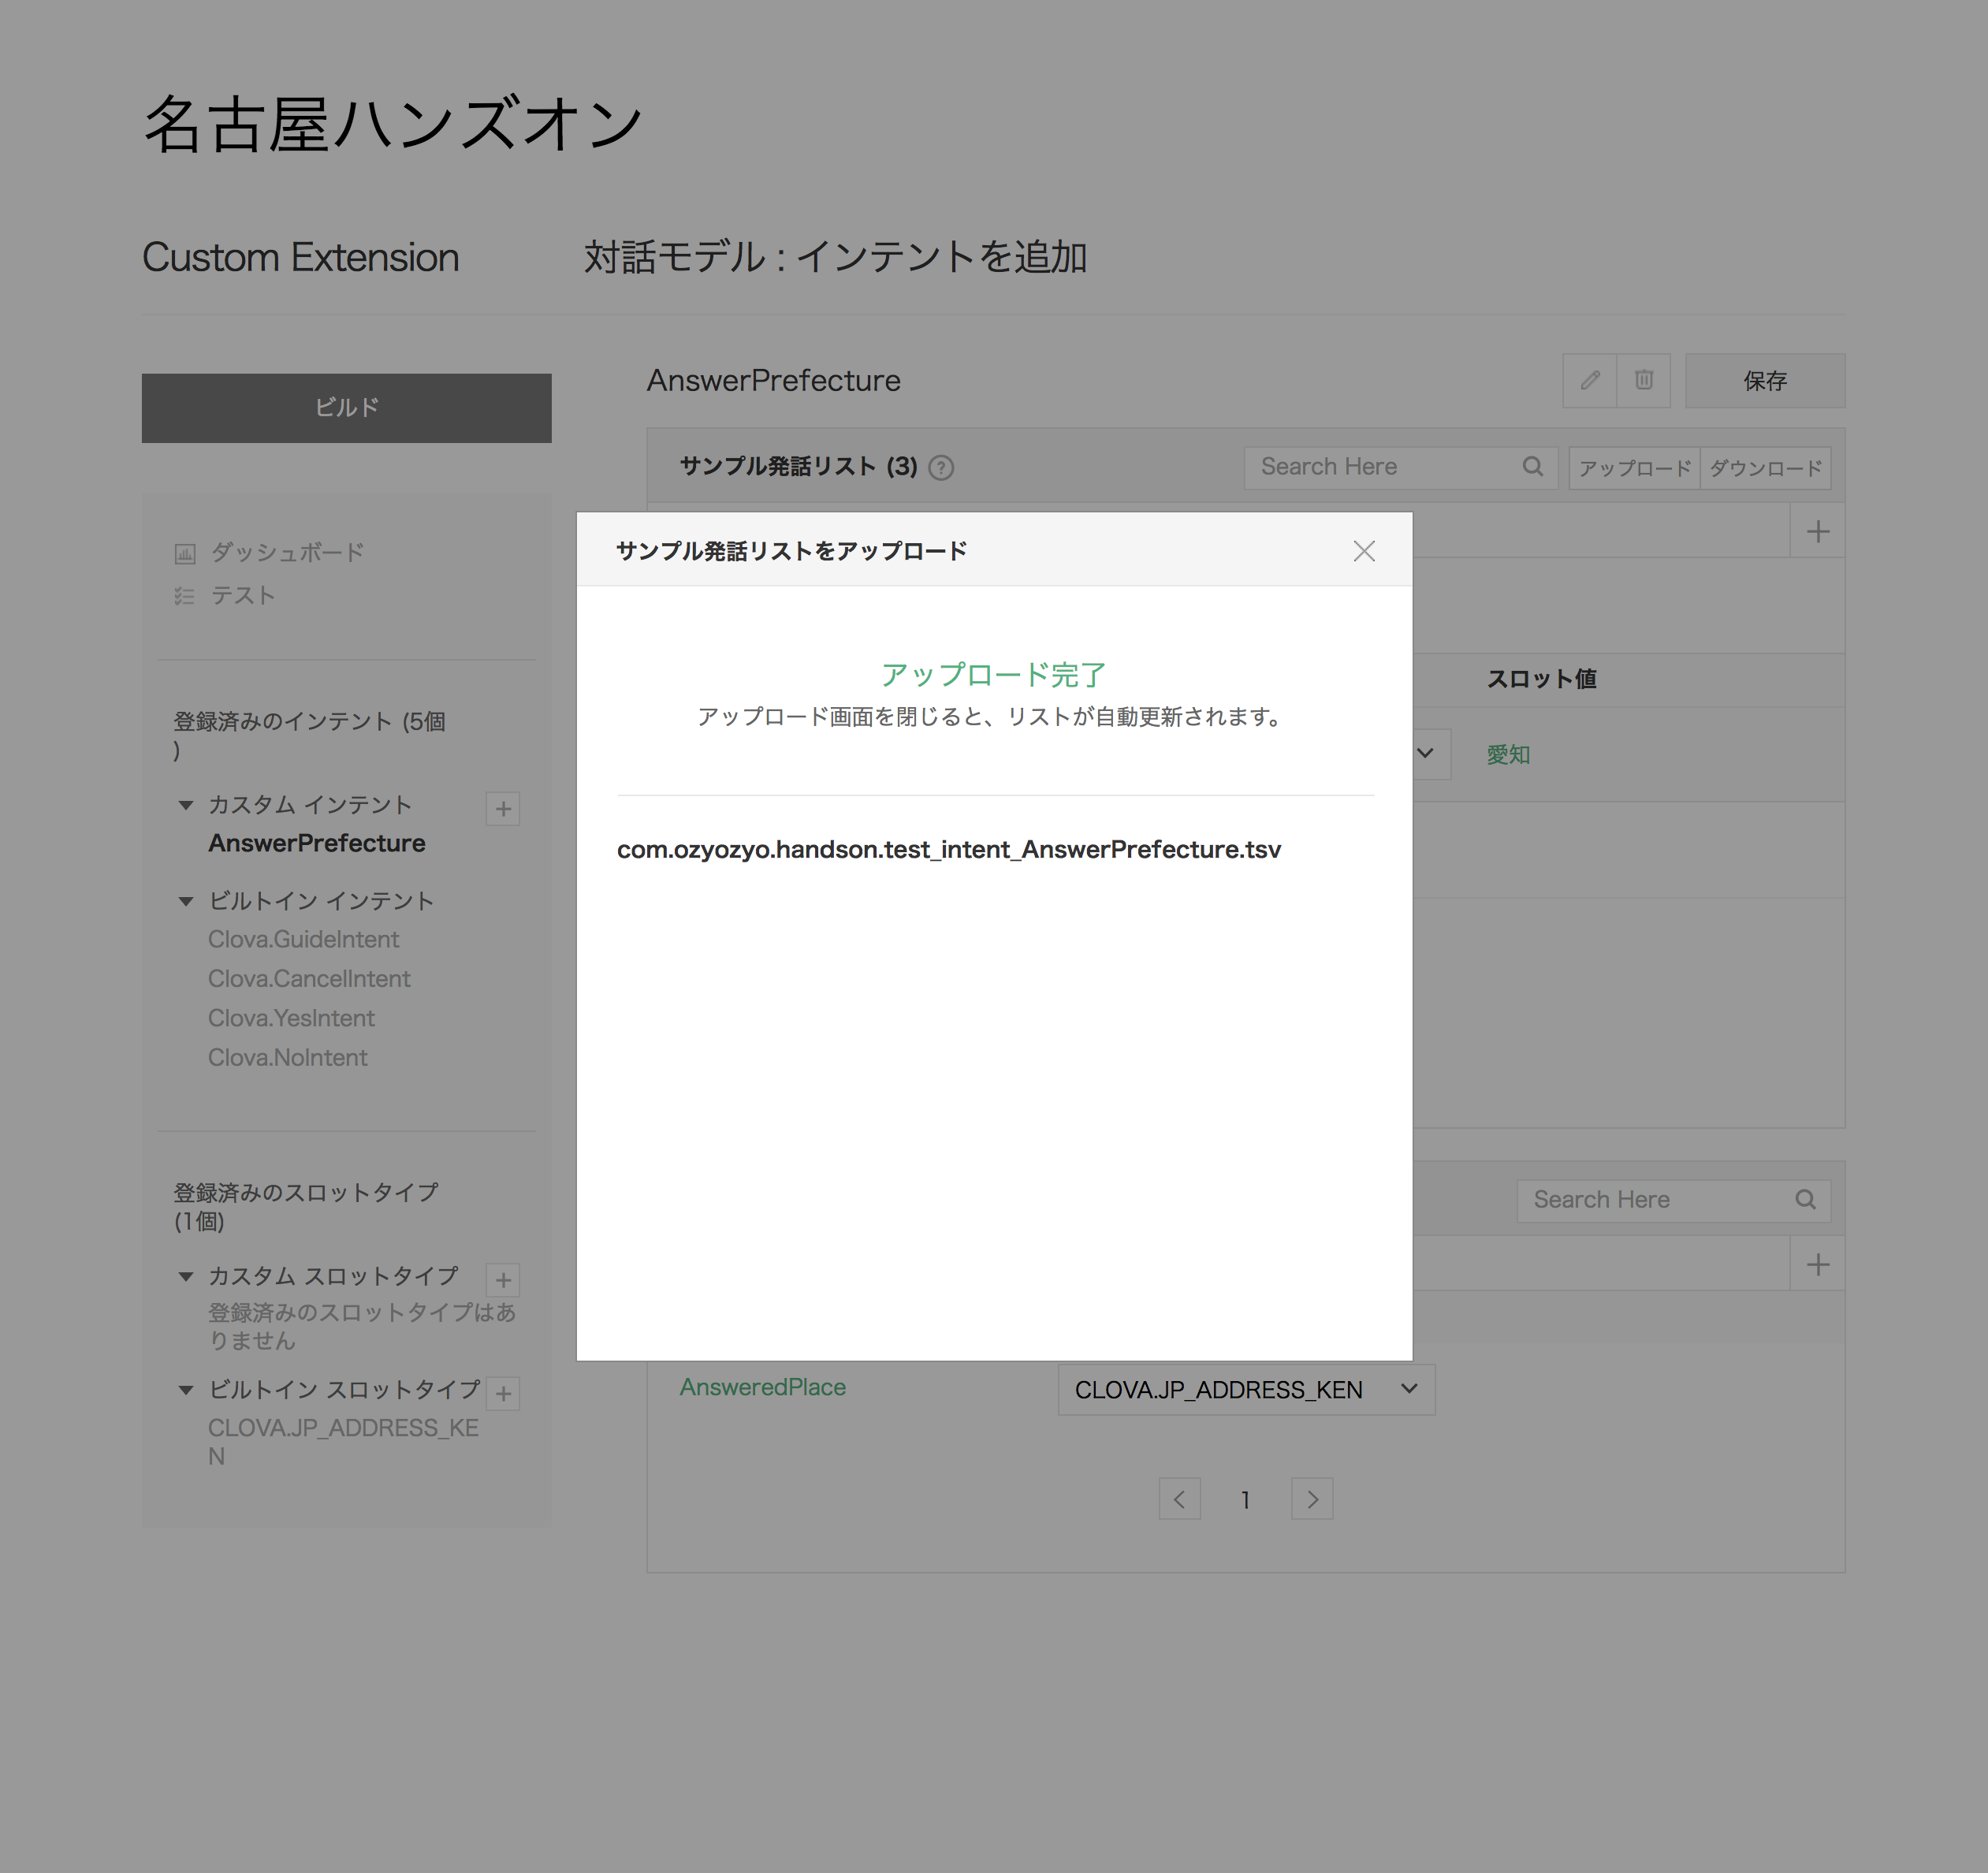 名古屋ハンズオン
Custom Extension
対話モデル : インテントを追加
ビルド
ダッシュボード
テスト
登録済みのインテント (5個
)
カスタム インテント
AnswerPrefecture
ビルトイン インテント
Clova.GuideIntent
Clova.CancelIntent
Clova.YesIntent
Clova.NoIntent
登録済みのスロットタイプ
(1個)
カスタム スロットタイプ
登録済みのスロットタイプはあ
りません
ビルトイン スロットタイプ
CLOVA.JP_ADDRESS_KE
N
AnswerPrefecture
保存
サンプル発話リスト (3)
?
Search Here
アップロード
ダウンロード
サンプル発話リストをアップロード
アップロード完了
アップロード画面を閉じると、リストが自動更新されます。
com.ozyozyo.handson.test_intent_AnswerPrefecture.tsv
スロット値
愛知
Search Here
AnsweredPlace
CLOVA.JP_ADDRESS_KEN
1